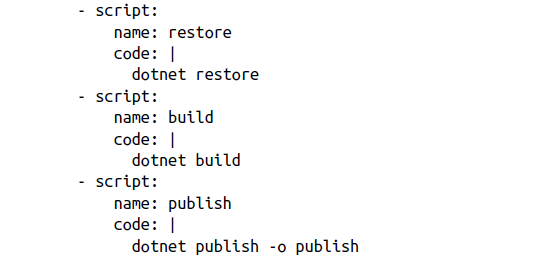 - script:
    name: restore
    code: |
      dotnet restore
- script:
    name: build
    code: |
      dotnet build
- script:
    name: publish
    code: |
      dotnet publish -o publish